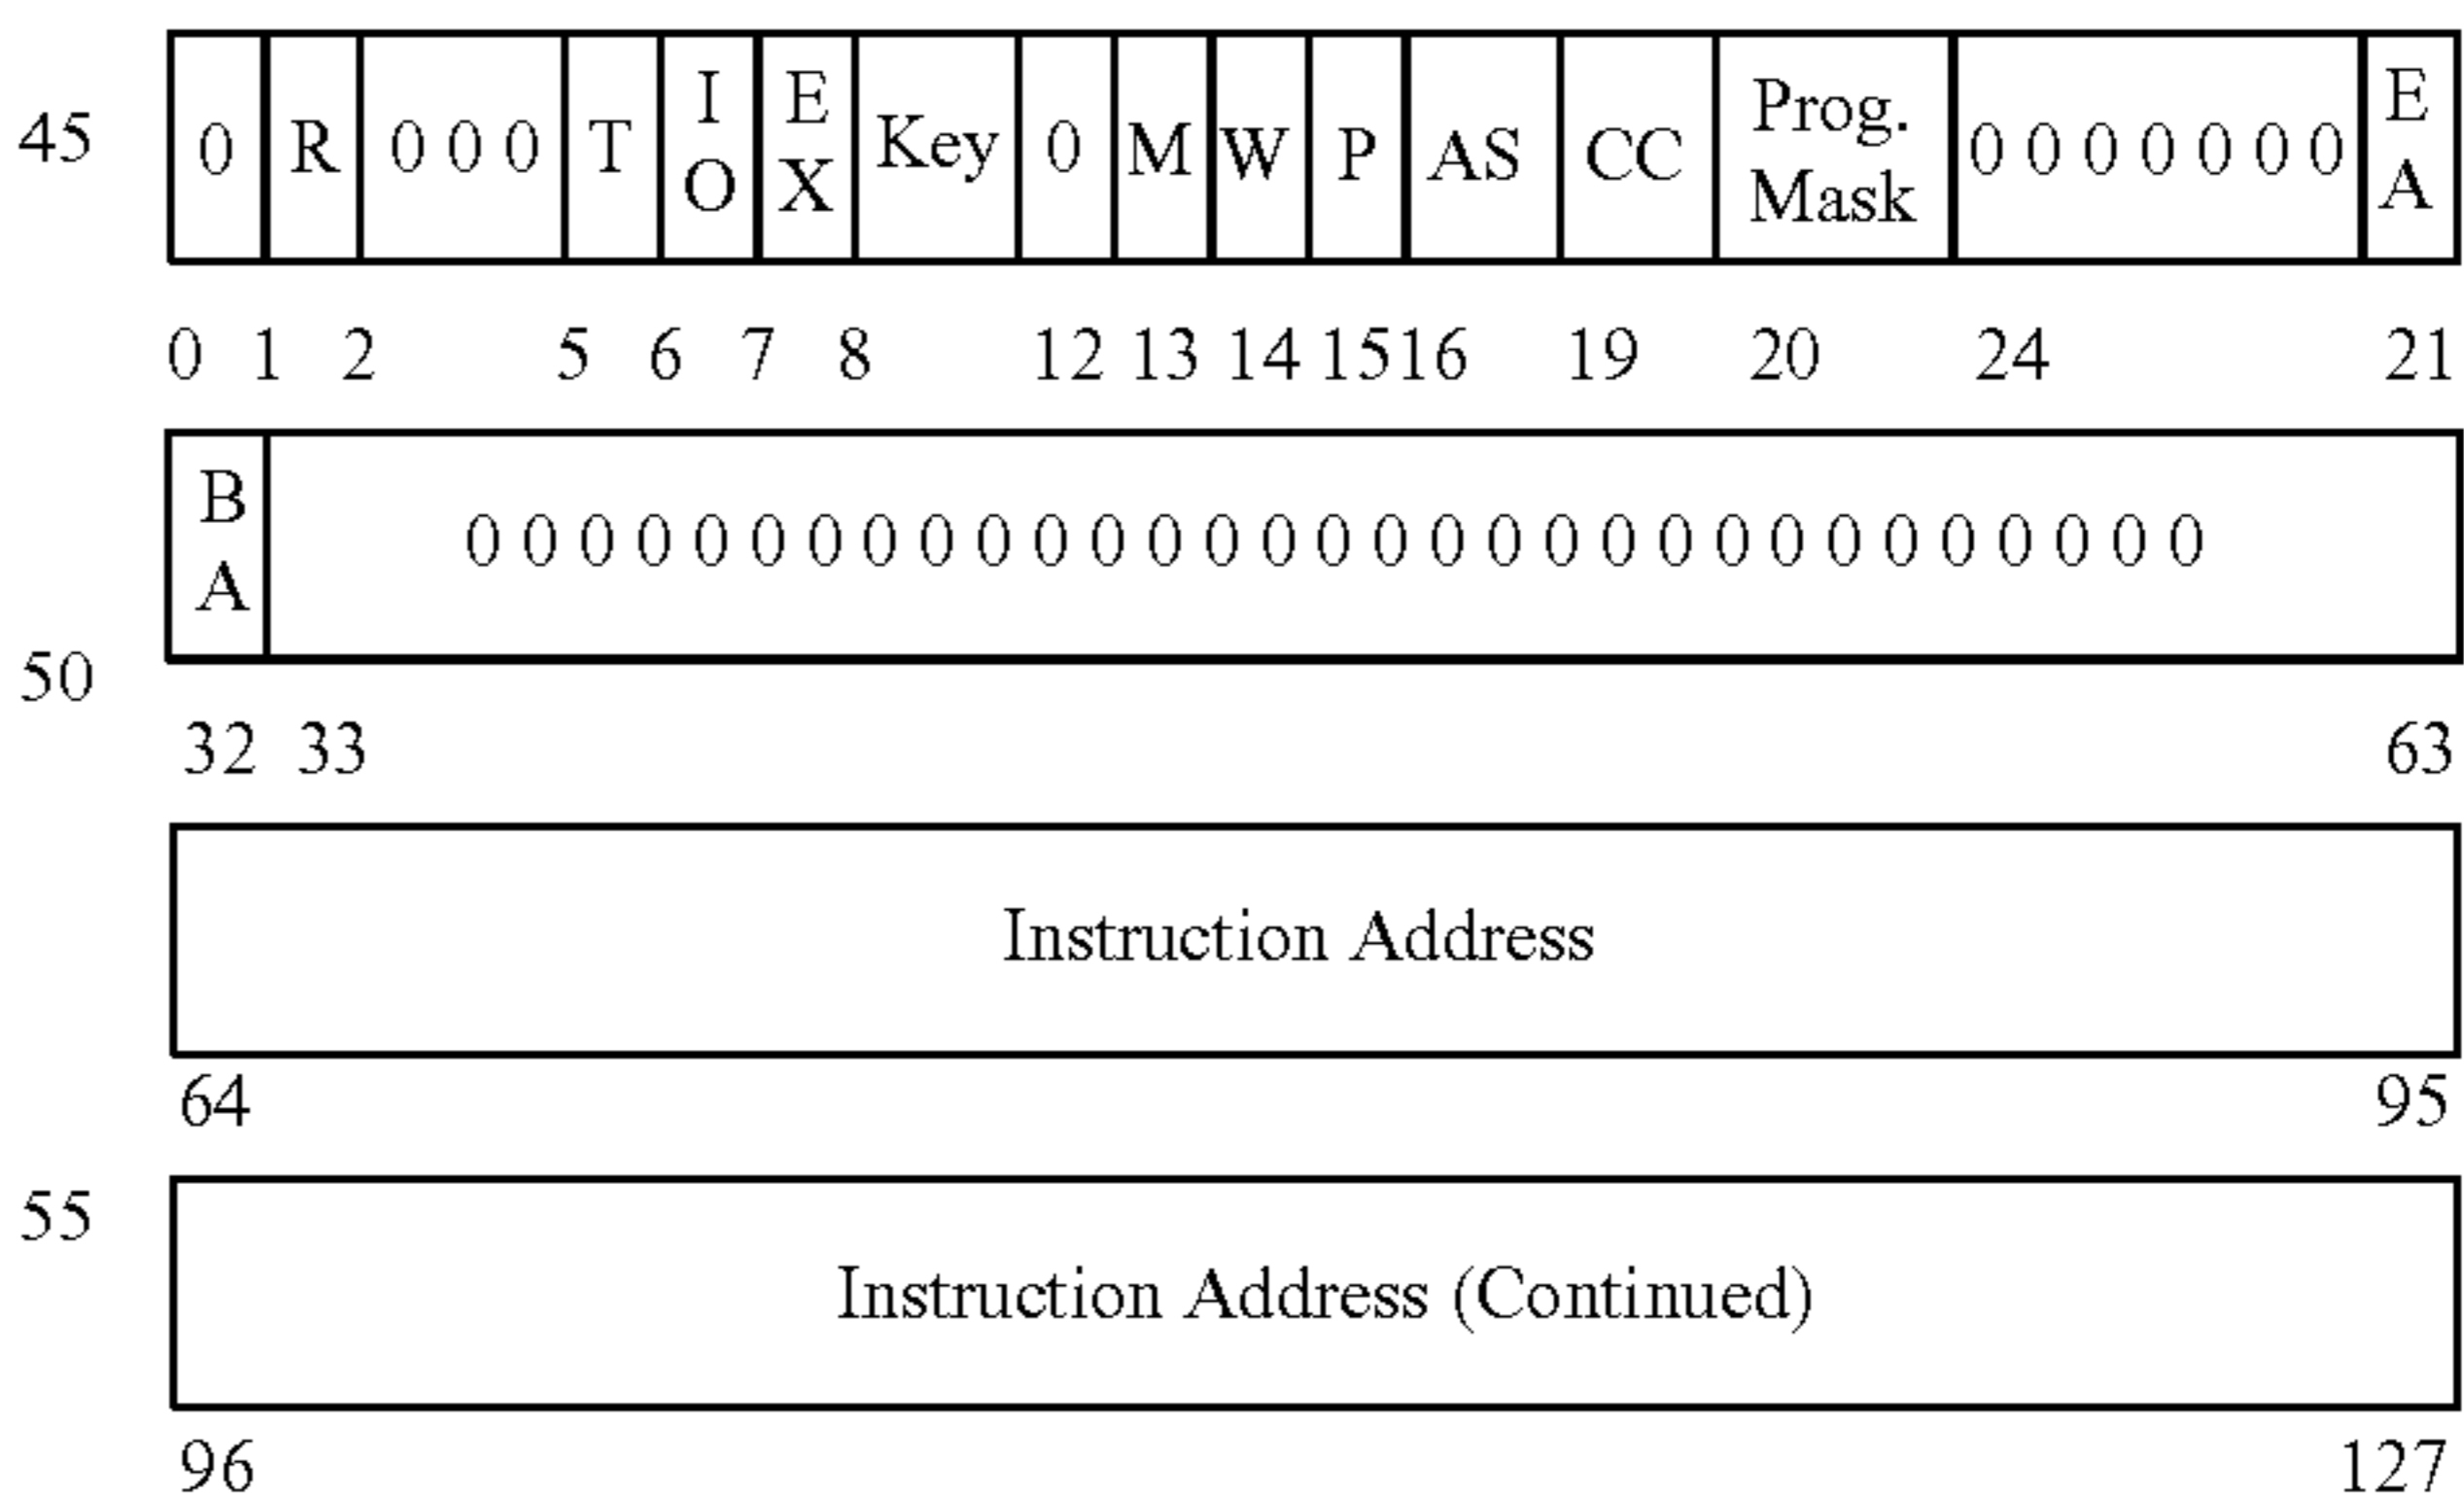 45
0
R
0 0 0
T
I
O
E
X
Key
0
M
W
P
AS
CC
Prog.
Mask
0 0 0 0 0 0 0
E
A
0 1 2 5 6 7 8 12 13 14 15 16 19 20 24 21
B
A
0 0 0 0 0 0 0 0 0 0 0 0 0 0 0 0 0 0 0 0 0 0 0 0 0 0 0 0 0 0 0
50
32 33 63
Instruction Address
64 95
55
Instruction Address (Continued)
96 127